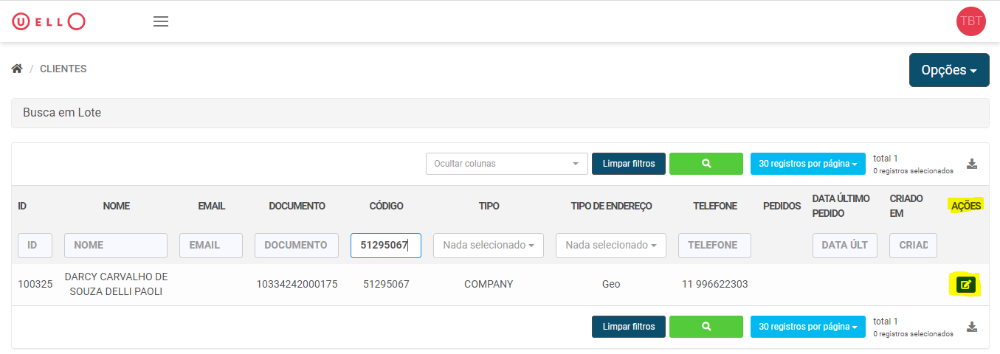 UELLO
TBT
/ CLIENTES
Opções
Busca em Lote
Ocultar colunas
Limpar filtros
30 registros por página
total 1
0 registros selecionados
ID NOME EMAIL DOCUMENTO CÓDIGO TIPO TIPO DE ENDEREÇO TELEFONE PEDIDOS DATA ÚLTIMO PEDIDO CRIADO EM AÇÕES
ID NOME EMAIL DOCUMENTO 51295067 Nada selecionado Nada selecionado TELEFONE DATA ÚLT CRIAD
100325 DARCY CARVALHO DE SOUZA DELLI PAOLI 10334242000175 51295067 COMPANY Geo 11 996622303
Limpar filtros
30 registros por página
total 1
0 registros selecionados